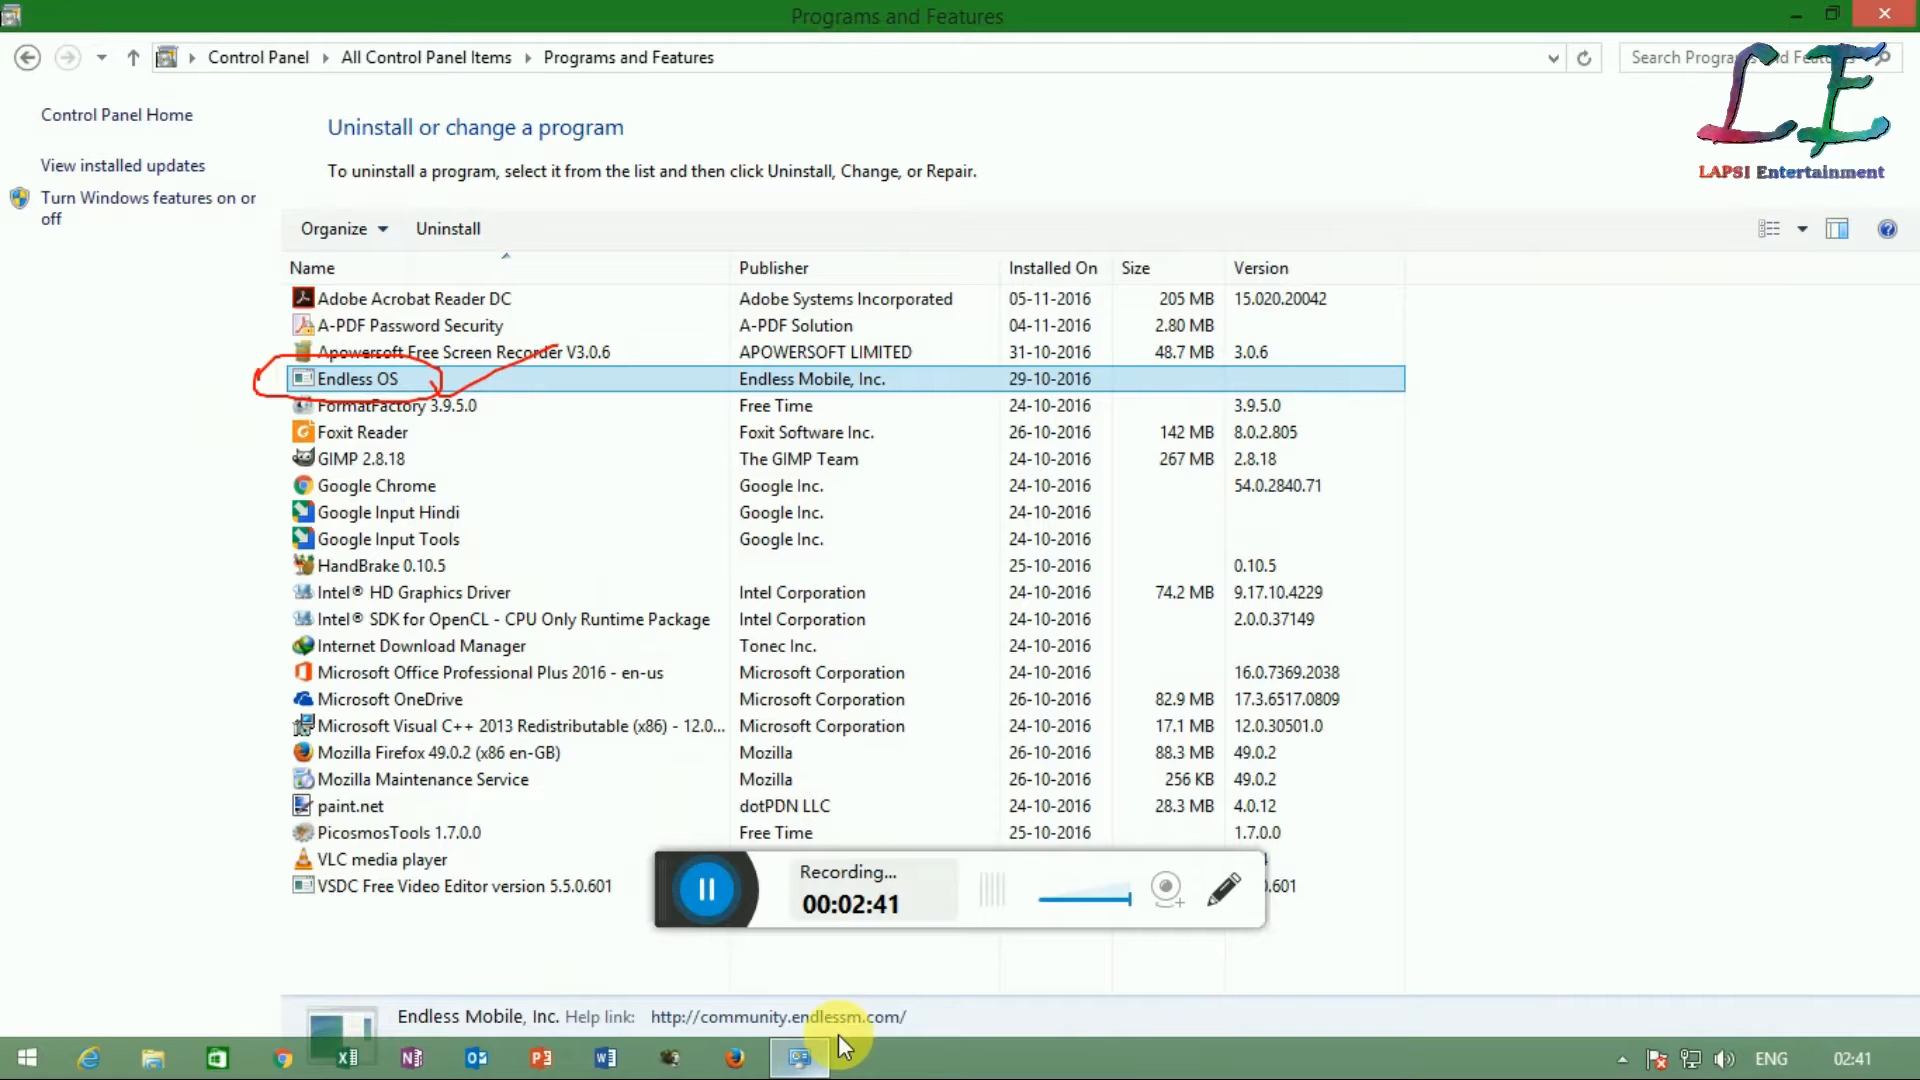 Programs and Features
Control Panel All Control Panel Items Programs and Features
LE
LAPSI Entertainment
Control Panel Home
View installed updates
Turn Windows features on or
off
Uninstall or change a program
To uninstall a program, select it from the list and then click Uninstall, Change, or Repair.
Organize Uninstall
Name Publisher Installed On Size Version
Adobe Acrobat Reader DC Adobe Systems Incorporated 05-11-2016 205 MB 15.020.20042
A-PDF Password Security A-PDF Solution 04-11-2016 2.80 MB
Apowersoft Free Screen Recorder V3.0.6 APOWERSOFT LIMITED 31-10-2016 48.7 MB 3.0.6
Endless OS Endless Mobile, Inc. 29-10-2016
FormatFactory 3.9.5.0 Free Time 24-10-2016 3.9.5.0
Foxit Reader Foxit Software Inc. 26-10-2016 142 MB 8.0.2.805
GIMP 2.8.18 The GIMP Team 24-10-2016 267 MB 2.8.18
Google Chrome Google Inc. 24-10-2016 54.0.2840.71
Google Input Hindi Google Inc. 24-10-2016
Google Input Tools Google Inc. 24-10-2016
HandBrake 0.10.5 25-10-2016 0.10.5
Intel® HD Graphics Driver Intel Corporation 24-10-2016 74.2 MB 9.17.10.4229
Intel® SDK for OpenCL - CPU Only Runtime Package Intel Corporation 24-10-2016 2.0.0.37149
Internet Download Manager Tonec Inc. 24-10-2016
Microsoft Office Professional Plus 2016 - en-us Microsoft Corporation 24-10-2016 16.0.7369.2038
Microsoft OneDrive Microsoft Corporation 26-10-2016 82.9 MB 17.3.6517.0809
Microsoft Visual C++ 2013 Redistributable (x86) - 12.0... Microsoft Corporation 24-10-2016 17.1 MB 12.0.30501.0
Mozilla Firefox 49.0.2 (x86 en-GB) Mozilla 26-10-2016 88.3 MB 49.0.2
Mozilla Maintenance Service Mozilla 26-10-2016 256 KB 49.0.2
paint.net dotPDN LLC 24-10-2016 28.3 MB 4.0.12
PicosmosTools 1.7.0.0 Free Time 25-10-2016 1.7.0.0
VLC media player
VSDC Free Video Editor version 5.5.0.601 .601
Recording...
00:02:41
Endless Mobile, Inc. Help link: http://community.endlessm.com/
ENG 02:41